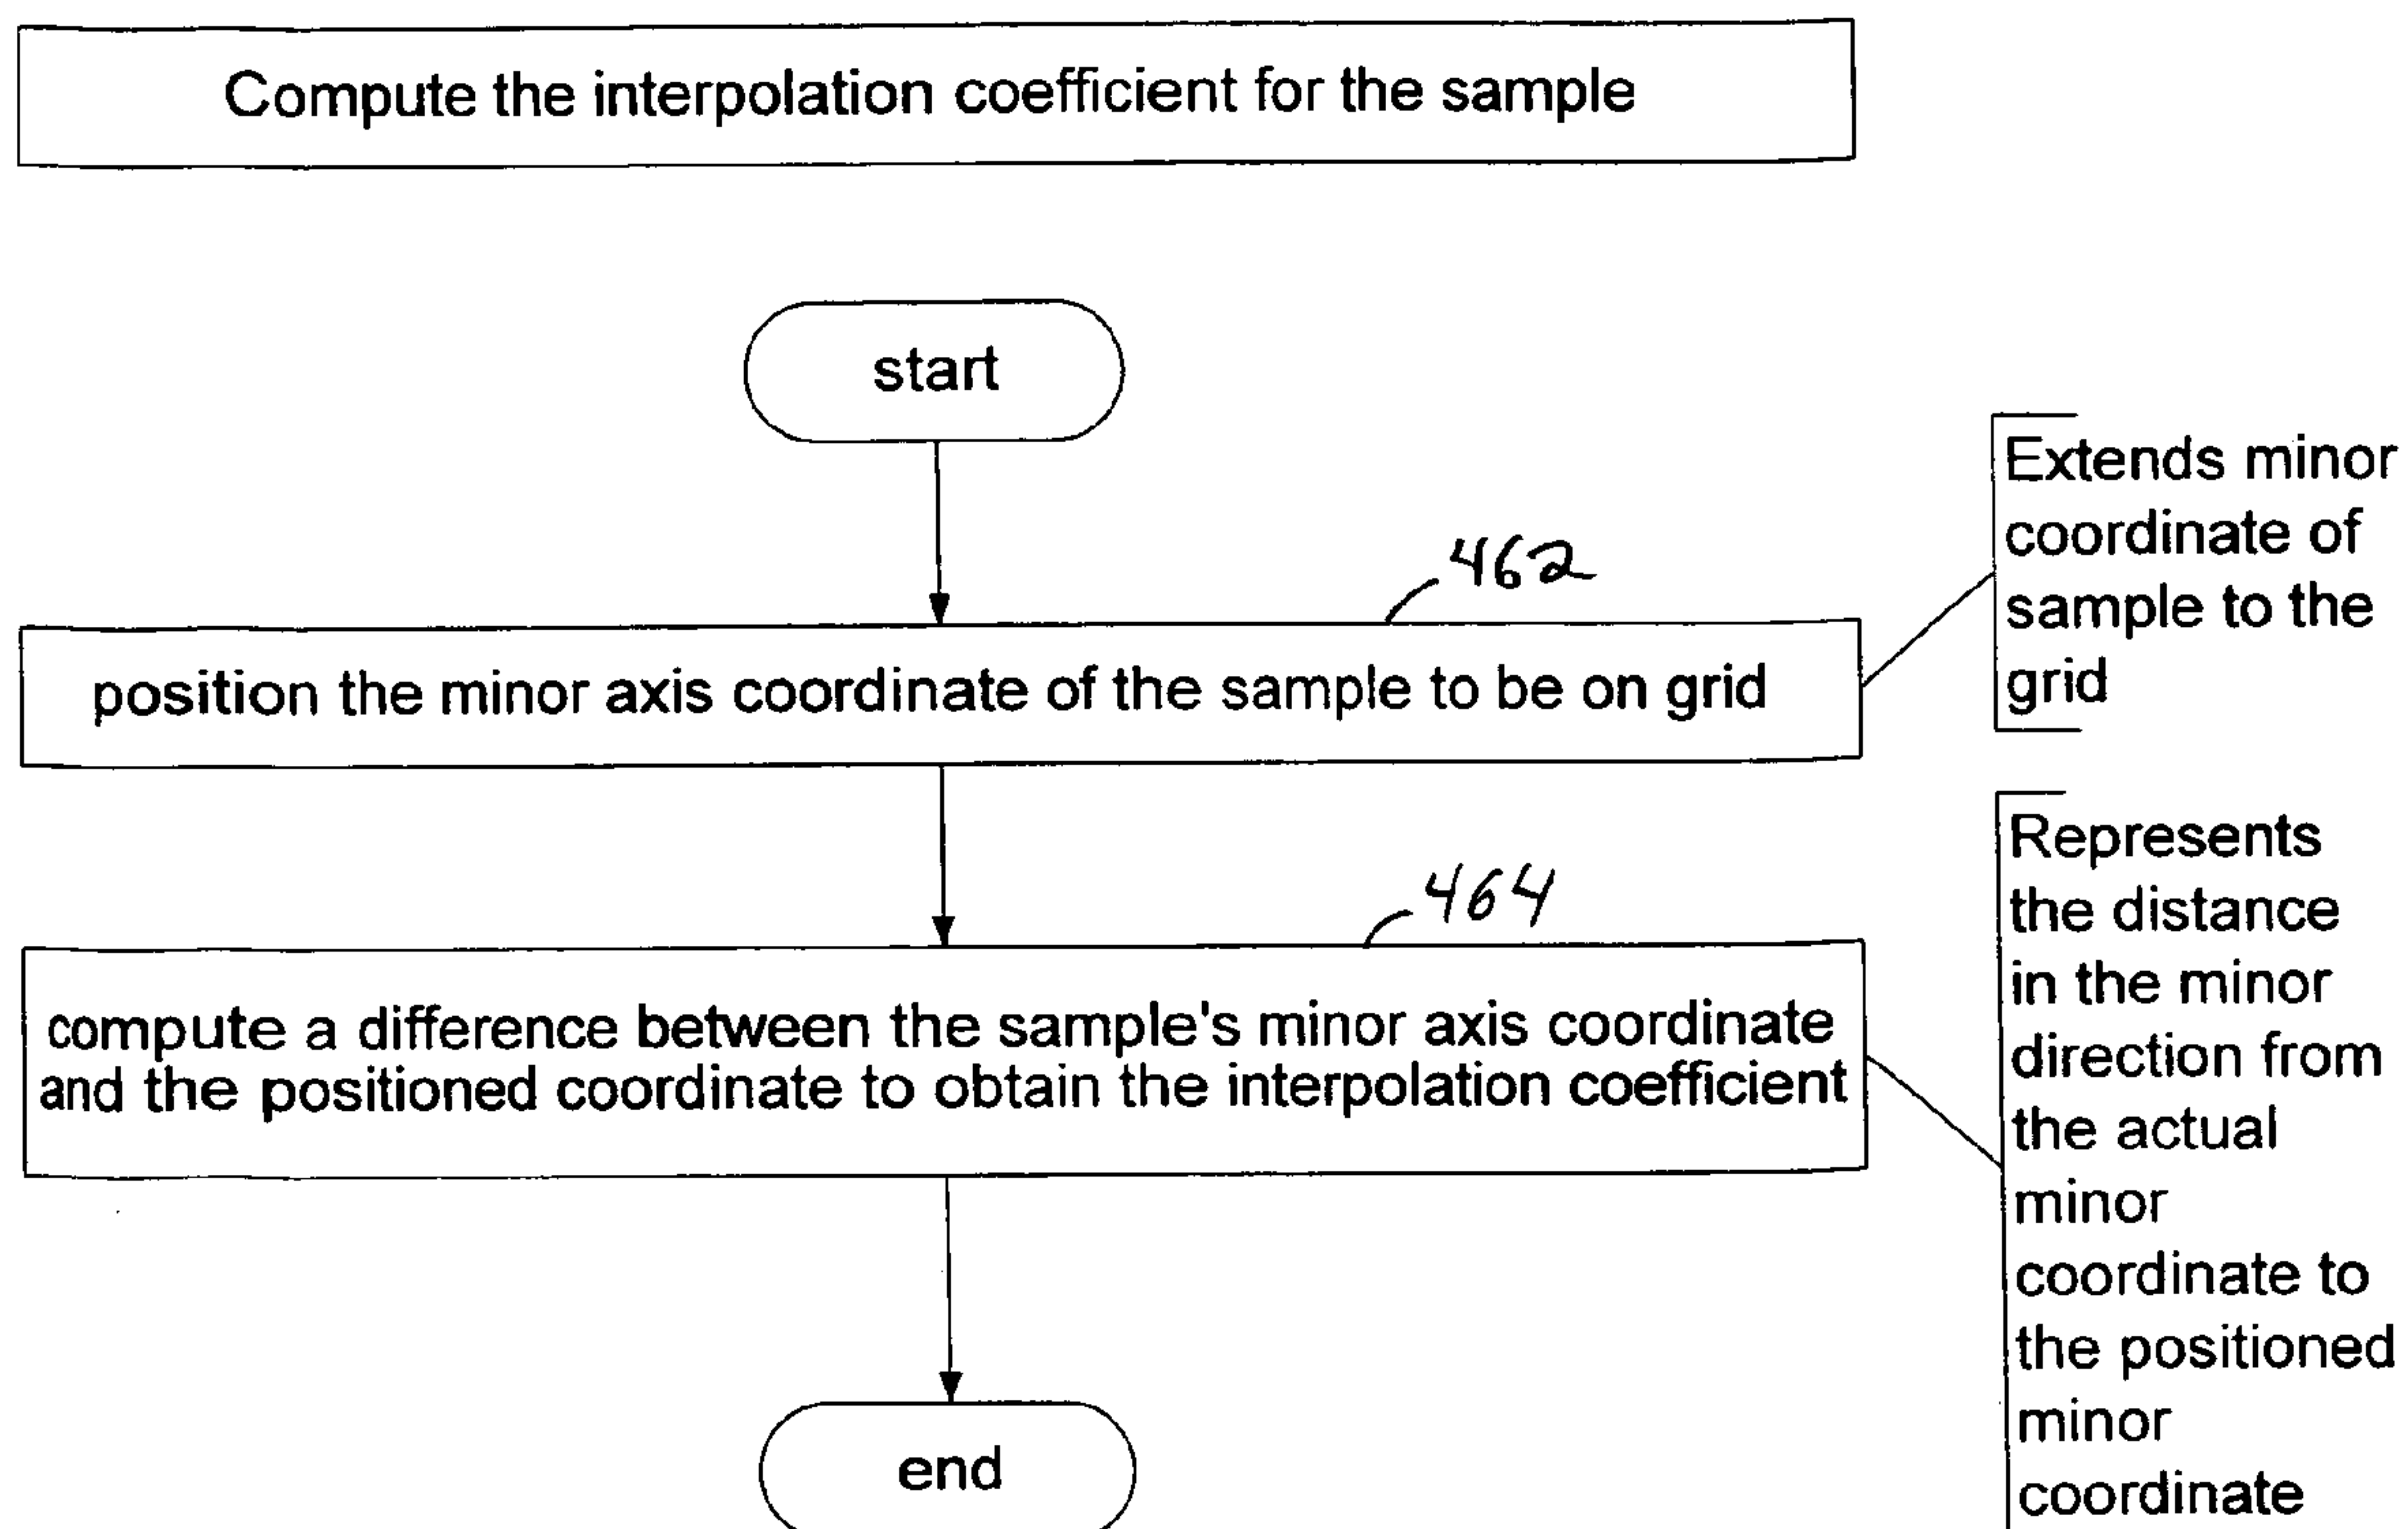 Compute the interpolation coefficient for the sample
start
462
position the minor axis coordinate of the sample to be on grid
Extends minor
coordinate of
sample to the
grid
464
compute a difference between the sample's minor axis coordinate
and the positioned coordinate to obtain the interpolation coefficient
Represents
the distance
in the minor
direction from
the actual
minor
coordinate to
the positioned
minor
coordinate
end